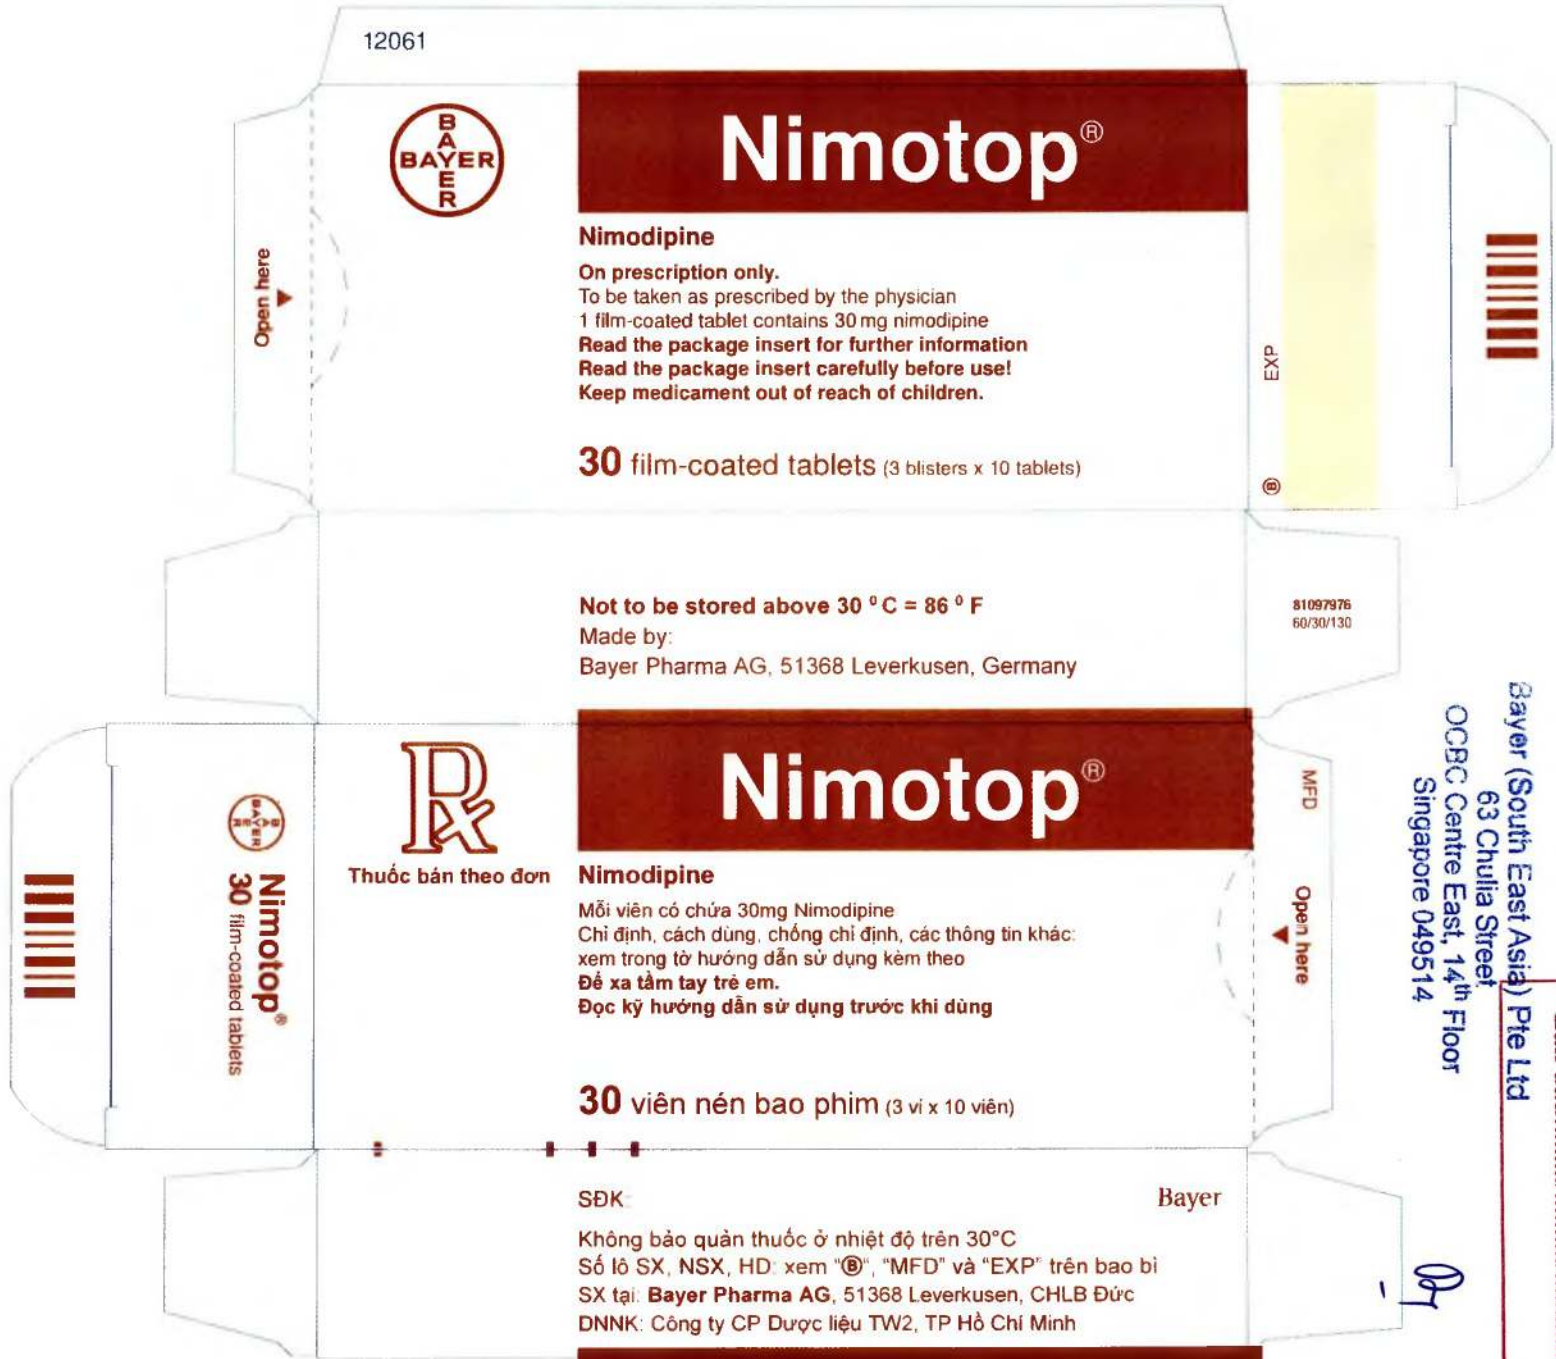 12061
BAYER
BAYER
Nimotop®
Nimodipine
On prescription only.
To be taken as prescribed by the physician
1 film-coated tablet contains 30 mg nimodipine
Read the package insert for further information
Read the package insert carefully before use!
Keep medicament out of reach of children.
30 film-coated tablets (3 blisters x 10 tablets)
Open here
EXP
Ⓑ
Not to be stored above 30 ⁰ C = 86 ⁰ F
Made by:
Bayer Pharma AG, 51368 Leverkusen, Germany
81097976
60/30/130
Rx
Thuốc bán theo đơn
Nimotop®
Nimodipine
Mỗi viên có chứa 30mg Nimodipine
Chỉ định, cách dùng, chống chỉ định, các thông tin khác:
xem trong tờ hướng dẫn sử dụng kèm theo
Để xa tầm tay trẻ em.
Đọc kỹ hướng dẫn sử dụng trước khi dùng
30 viên nén bao phim (3 vỉ x 10 viên)
MFD
Open here
BAYER
BAYER
Nimotop®
30 film-coated tablets
SĐK:
Bayer
Không bảo quản thuốc ở nhiệt độ trên 30°C
Số lô SX, NSX, HD: xem "Ⓑ", "MFD" và "EXP" trên bao bì
SX tại: Bayer Pharma AG, 51368 Leverkusen, CHLB Đức
DNNK: Công ty CP Dược liệu TW2, TP Hồ Chí Minh
Bayer (South East Asia) Pte Ltd
63 Chulia Street
OCBC Centre East, 14th Floor
Singapore 049514